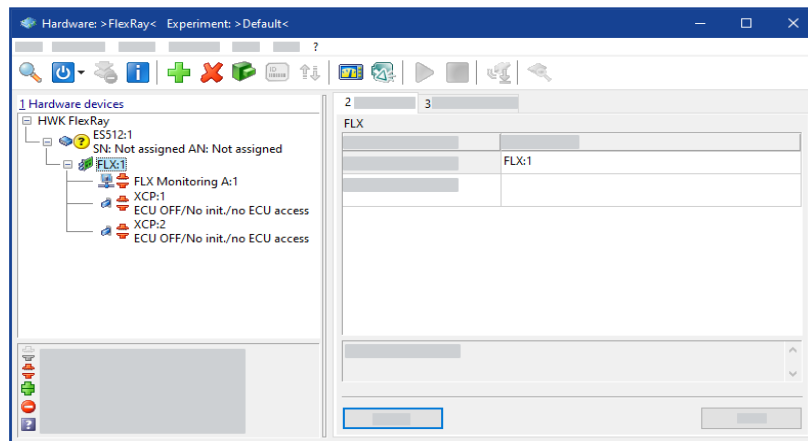 Hardware: >FlexRay<  Experiment: >Default<
?
1 Hardware devices
2
3
HWK FlexRay
FLX
ES512:1
SN: Not assigned AN: Not assigned
FLX:1
FLX:1
FLX Monitoring A:1
XCP:1
ECU OFF/No init./no ECU access
XCP:2
ECU OFF/No init./no ECU access